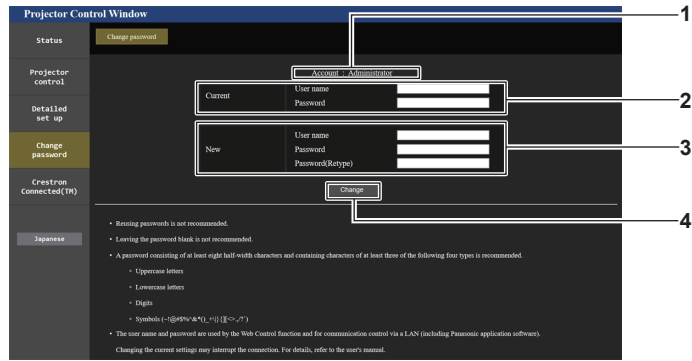 Projector Control Window
1
Status
Change password
Projector
control
Account : Administrator
Current
User name
Password
2
Detailed
set up
New
User name
Password
Password(Retype)
3
Change
password
Change
Crestron
Connected(TM)
4
Japanese
• Reusing passwords is not recommended.
• Leaving the password blank is not recommended.
• A password consisting of at least eight half-width characters and containing characters of at least three of the following four types is recommended.
• Uppercase letters
• Lowercase letters
• Digits
• Symbols (~!@#$%^&*()_+\|} {][<>.,/?`)
• The user name and password are used by the Web Control function and for communication control via a LAN (including Panasonic application software).
Changing the current settings may interrupt the connection. For details, refer to the user's manual.